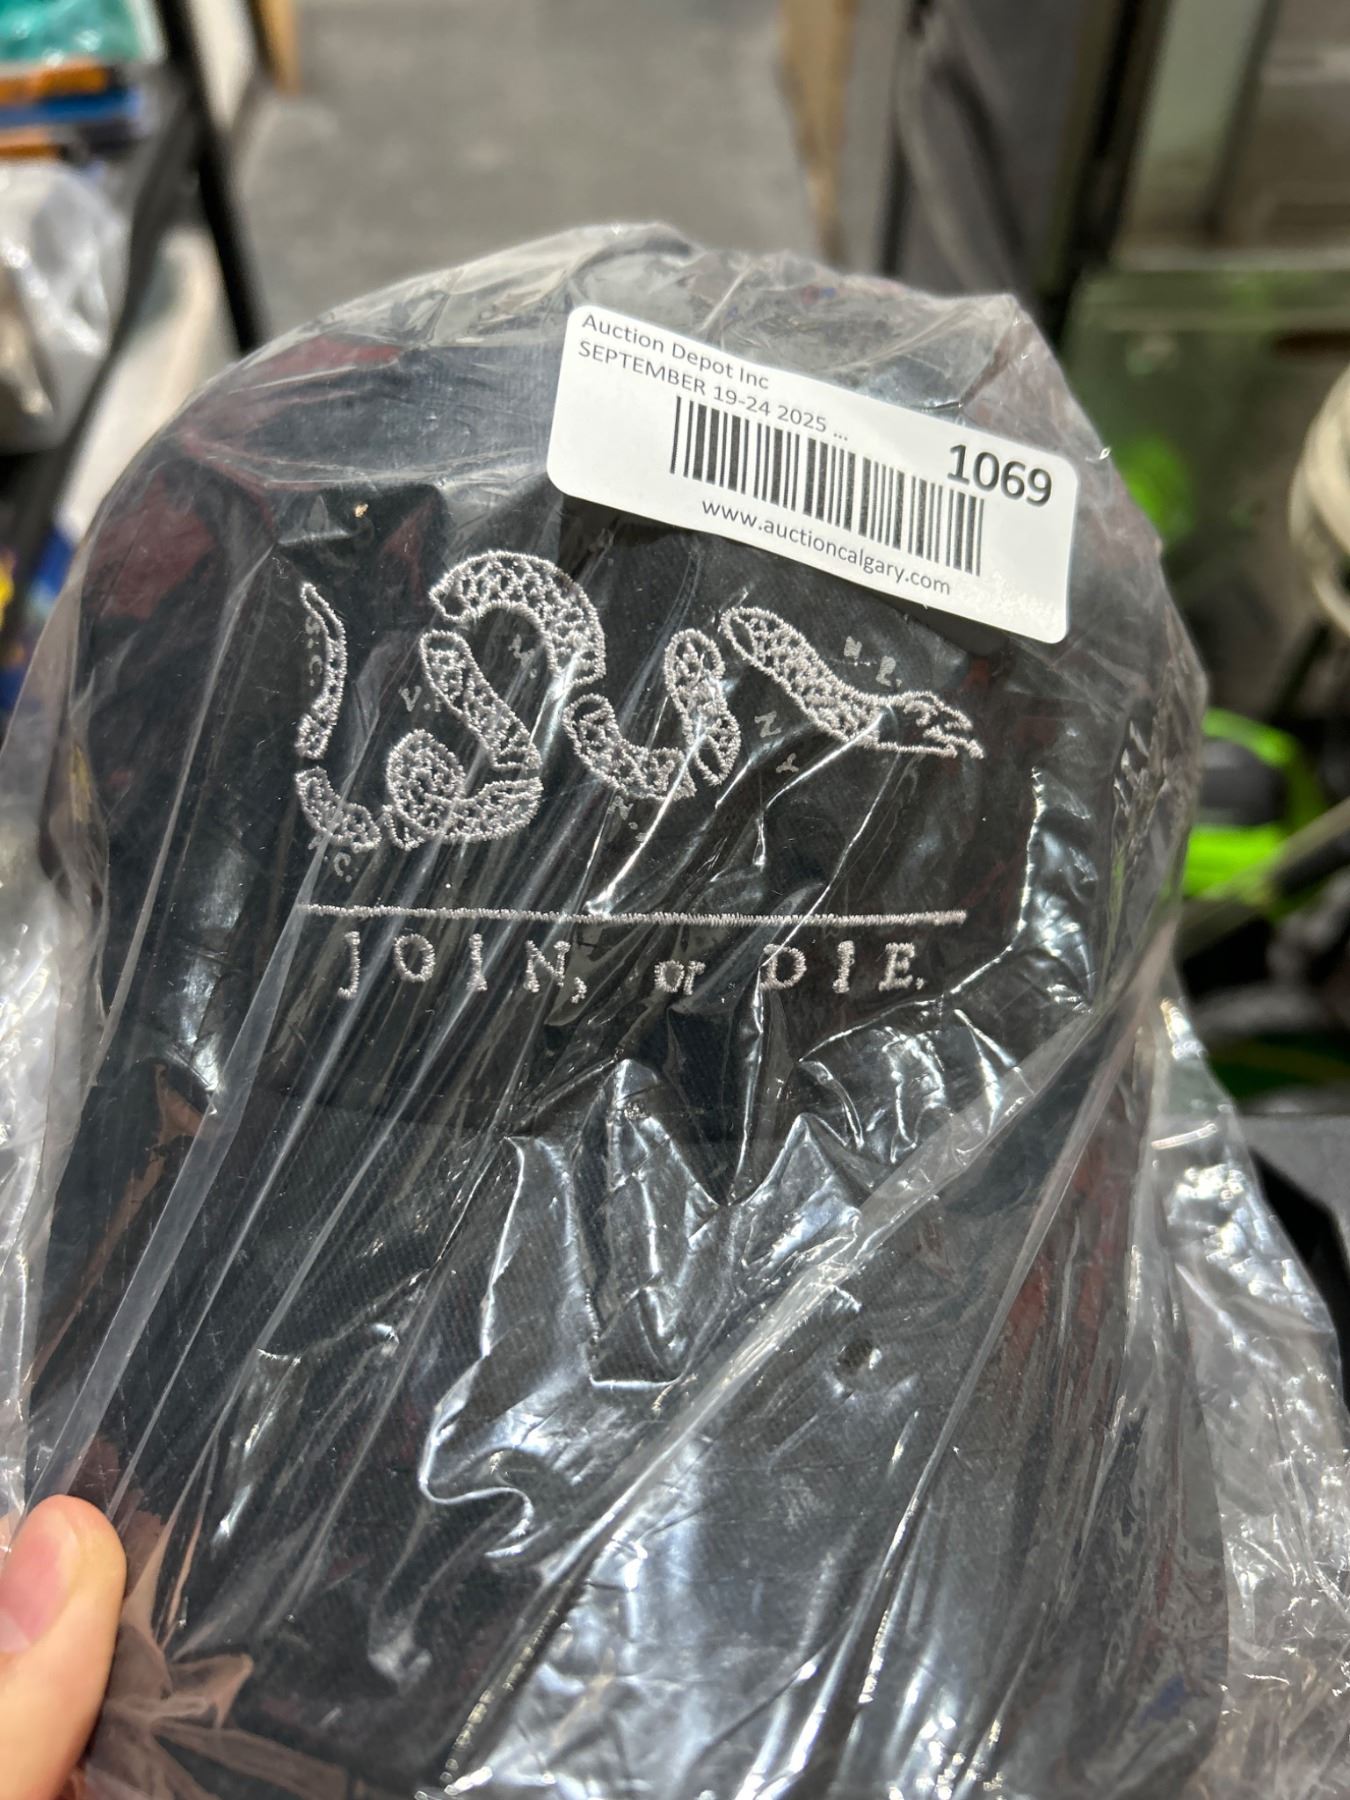 Auction Depot Inc
SEPTEMBER 19-24 2025 ...
1069
www.auctioncalgary.com
S.C.
N.C.
V.
M.
N.
N.Y.
N.E.
JOIN, or DIE.